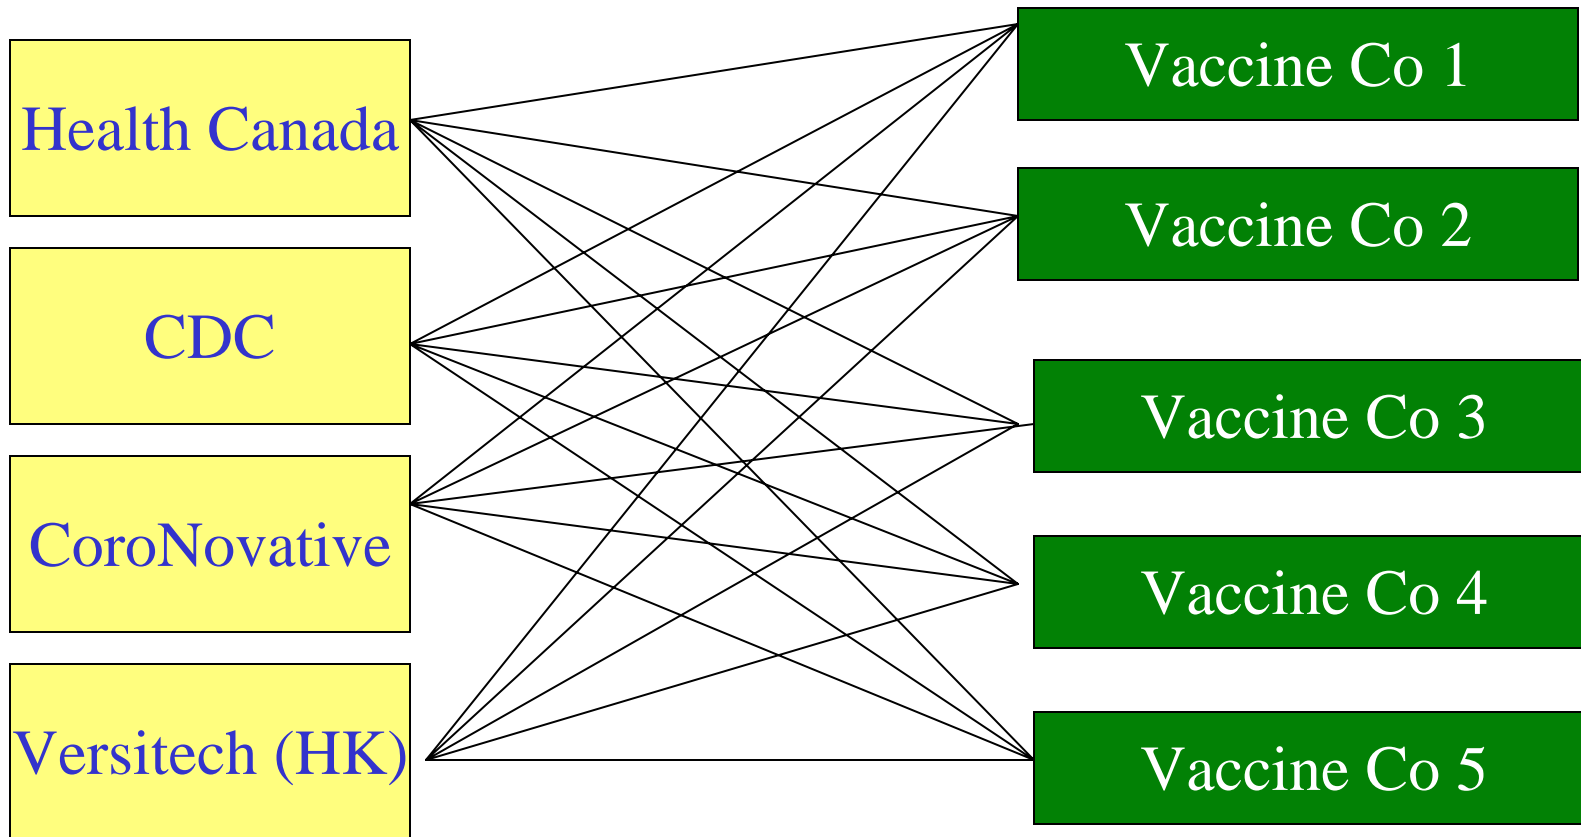 Health Canada
CDC
CoroNovative
Versitech (HK)
Vaccine Co 1
Vaccine Co 2
Vaccine Co 3
Vaccine Co 4
Vaccine Co 5